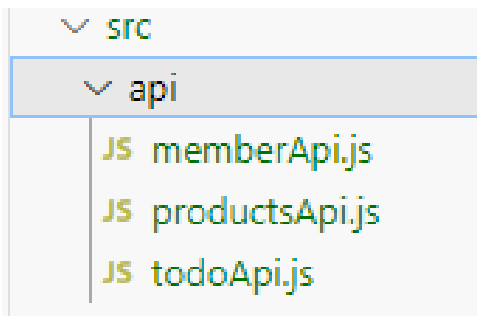 src
api
JS memberApi.js
JS productsApi.js
JS todoApi.js